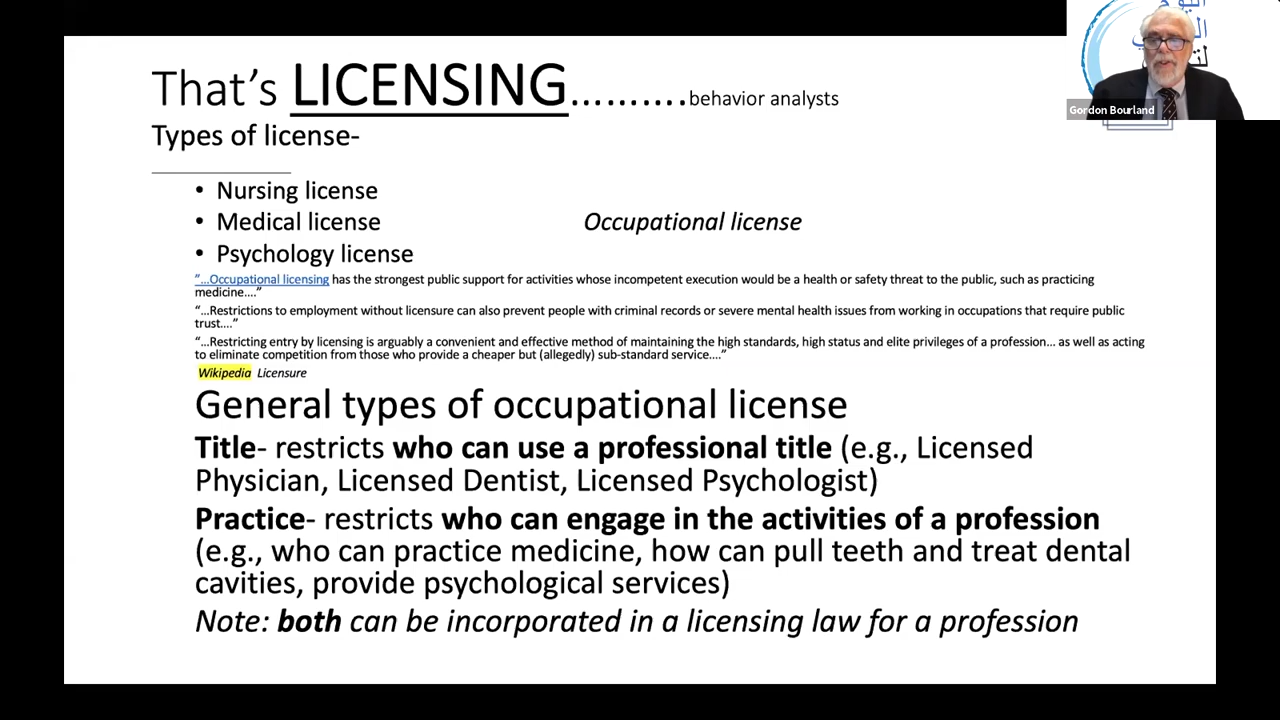 That's LICENSING..........behavior analysts
Types of license-
• Nursing license
• Medical license
Occupational license
• Psychology license
"...Occupational licensing has the strongest public support for activities whose incompetent execution would be a health or safety threat to the public, such as practicing
medicine...."
"...Restrictions to employment without licensure can also prevent people with criminal records or severe mental health issues from working in occupations that require public
trust...."
"...Restricting entry by licensing is arguably a convenient and effective method of maintaining the high standards, high status and elite privileges of a profession... as well as acting
to eliminate competition from those who provide a cheaper but (allegedly) sub-standard service...."
Wikipedia Licensure
General types of occupational license
Title- restricts who can use a professional title (e.g., Licensed
Physician, Licensed Dentist, Licensed Psychologist)
Practice- restricts who can engage in the activities of a profession
(e.g., who can practice medicine, how can pull teeth and treat dental
cavities, provide psychological services)
Note: both can be incorporated in a licensing law for a profession
Gordon Bourland